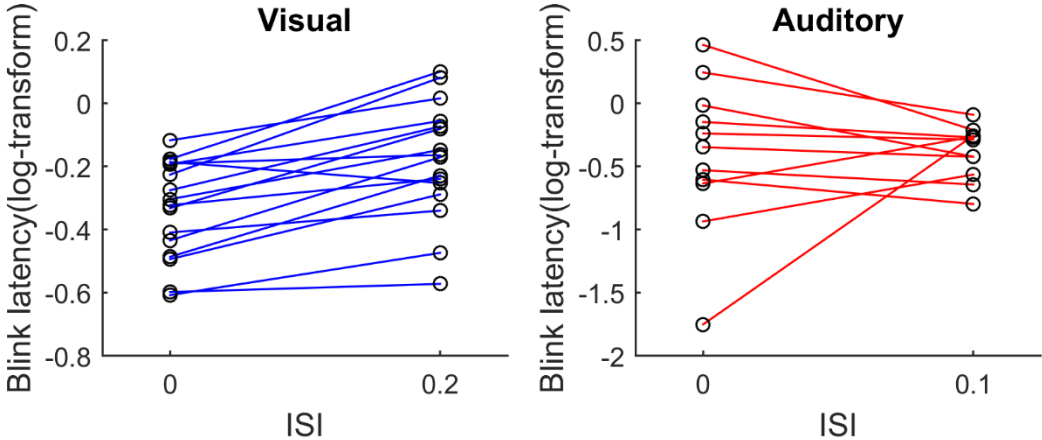 Visual
Blink latency(log-transform)
0.2
0
-0.2
-0.4
-0.6
-0.8
0
0.2
ISI
Auditory
Blink latency(log-transform)
0.5
0
-0.5
-1
-1.5
-2
0
0.1
ISI